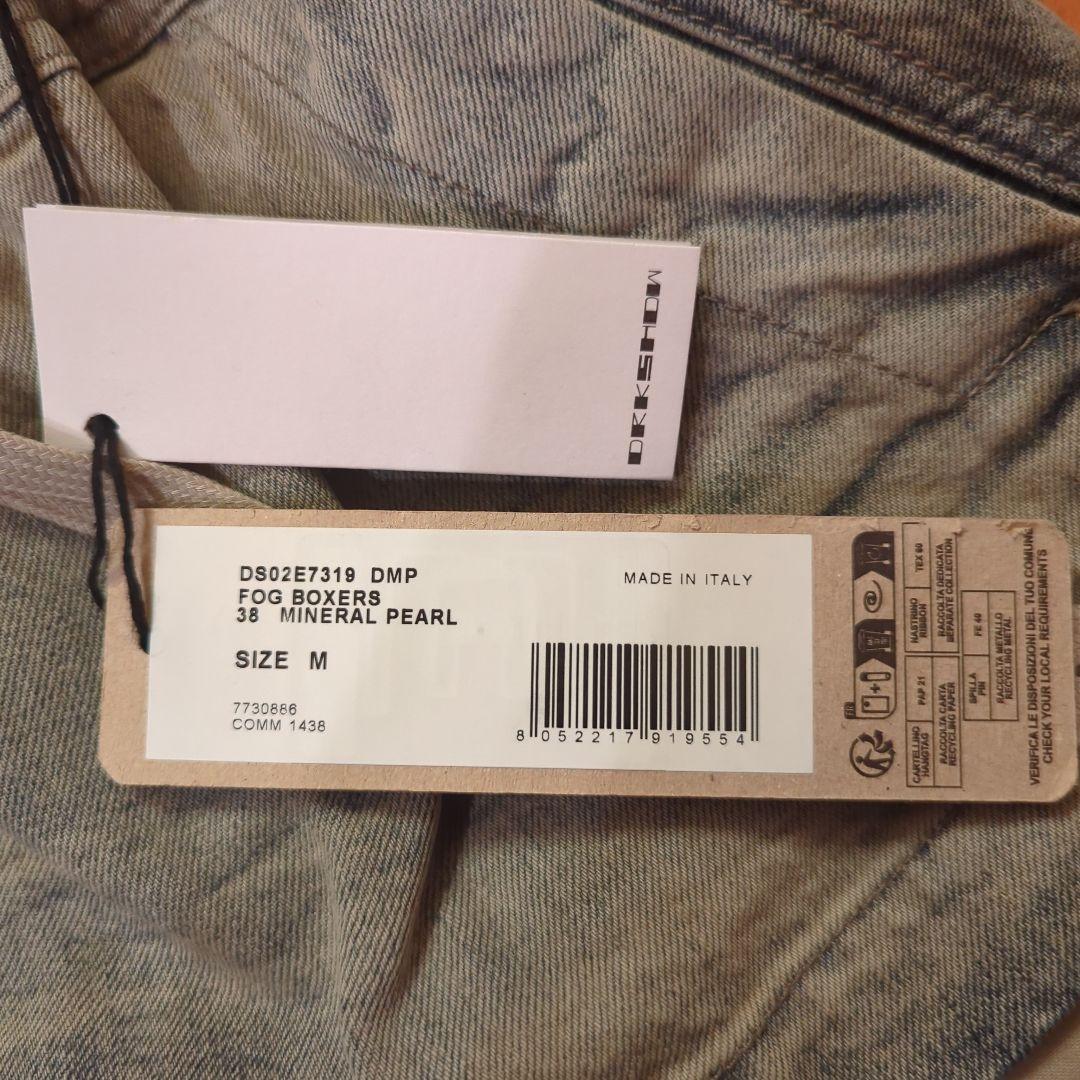 DRKSHDW
DS02E7319 DMP
FOG BOXERS
38 MINERAL PEARL
SIZE M
7730886
COMM 1438
MADE IN ITALY
8 052217 919554
FR
CARTELLINO
HANGTAG
PAP 21
RACCOLTA CARTA
RECYCLING PAPER
NASTRINO
RIBBON
TEX 60
RACCOLTA DEDICATA
SEPARATE COLLECTION
SPILLA
PIN
FE 40
RACCOLTA METALLO
RECYCLING METAL
VERIFICA LE DISPOSIZIONI DEL TUO COMUNE
CHECK YOUR LOCAL REQUIREMENTS